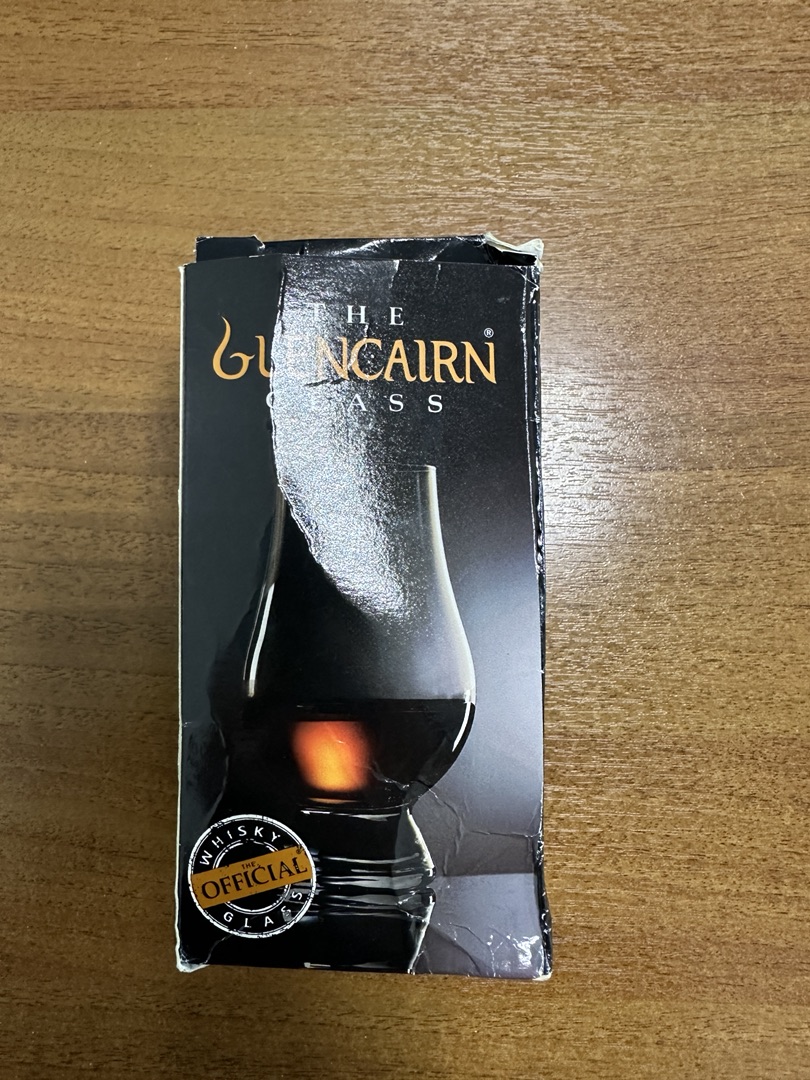 THE
GLENCAIRN®
GLASS
WHISKY
THE
OFFICIAL
GLASS